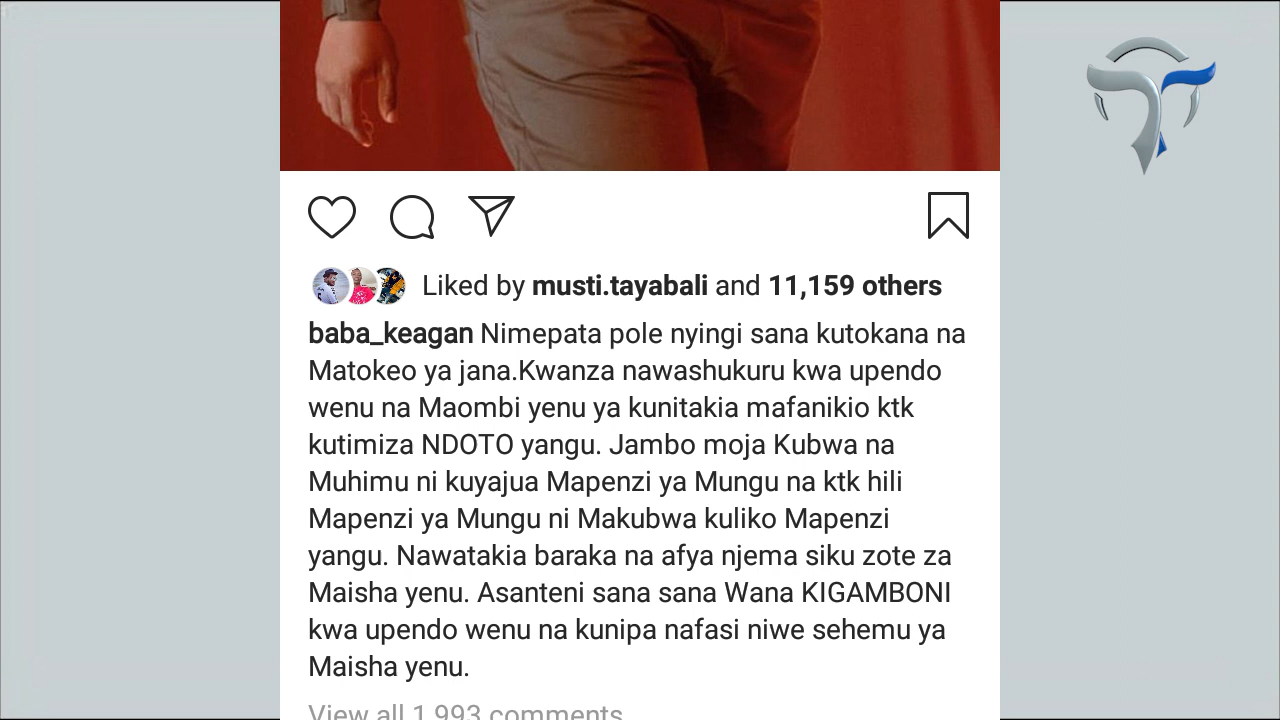 Liked by musti.tayabali and 11,159 others
baba_keagan Nimepata pole nyingi sana kutokana na
Matokeo ya jana.Kwanza nawashukuru kwa upendo
wenu na Maombi yenu ya kunitakia mafanikio ktk
kutimiza NDOTO yangu. Jambo moja Kubwa na
Muhimu ni kuyajua Mapenzi ya Mungu na ktk hili
Mapenzi ya Mungu ni Makubwa kuliko Mapenzi
yangu. Nawatakia baraka na afya njema siku zote za
Maisha yenu. Asanteni sana sana Wana KIGAMBONI
kwa upendo wenu na kunipa nafasi niwe sehemu ya
Maisha yenu.
View all 1,993 comments